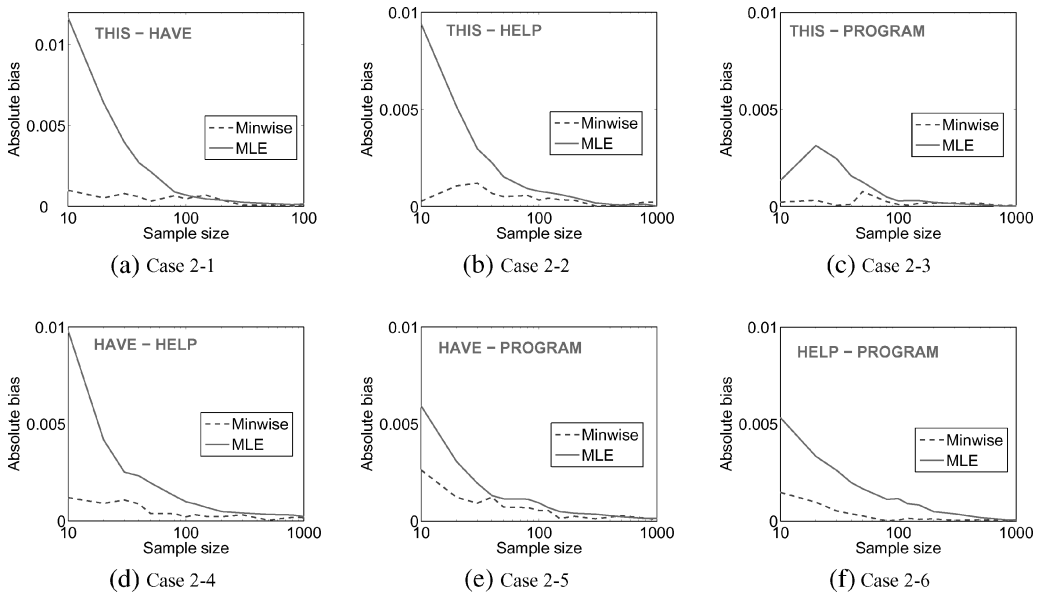 THIS – HAVE
Absolute bias
0.01
0.005
0
Minwise
MLE
10
100
100
Sample size
(a) Case 2-1
THIS – HELP
Absolute bias
0.01
0.005
0
Minwise
MLE
10
100
1000
Sample size
(b) Case 2-2
THIS – PROGRAM
Absolute bias
0.01
0.005
0
Minwise
MLE
10
100
1000
Sample size
(c) Case 2-3
HAVE – HELP
Absolute bias
0.01
0.005
0
Minwise
MLE
10
100
1000
Sample size
(d) Case 2-4
HAVE – PROGRAM
Absolute bias
0.01
0.005
0
Minwise
MLE
10
100
1000
Sample size
(e) Case 2-5
HELP – PROGRAM
Absolute bias
0.01
0.005
0
Minwise
MLE
10
100
1000
Sample size
(f) Case 2-6